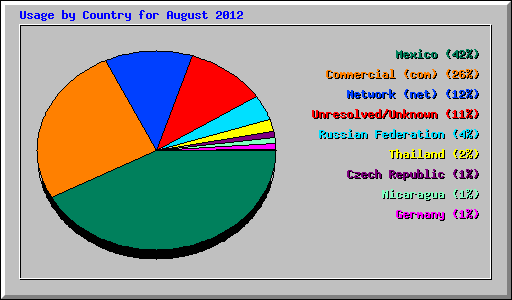 Usage by Country for August 2012
Mexico (42%)
Commercial (com) (26%)
Network (net) (12%)
Unresolved/Unknown (11%)
Russian Federation (4%)
Thailand (2%)
Czech Republic (1%)
Nicaragua (1%)
Germany (1%)